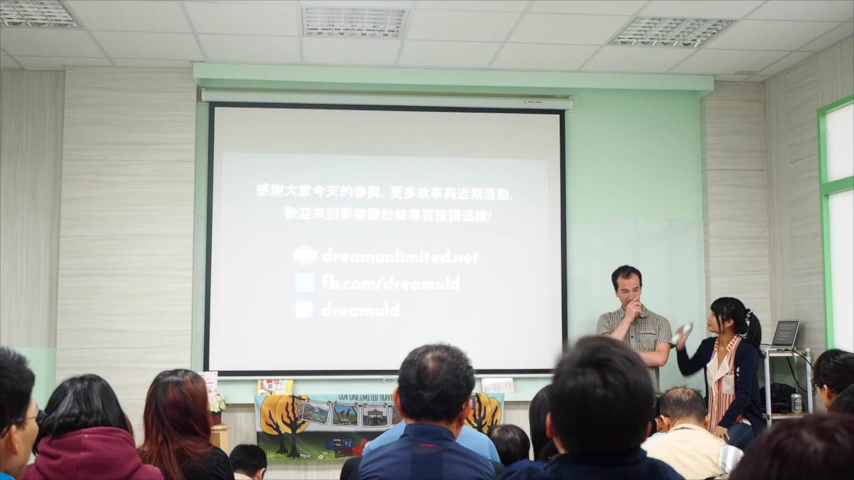 感謝大家今天的參與, 更多故事與近期活動,
歡迎來到夢無限粉絲專頁按讚追蹤!
dreamunlimited.net
fb.com/dreamuld
dreamuld
OUR UNLIMITED